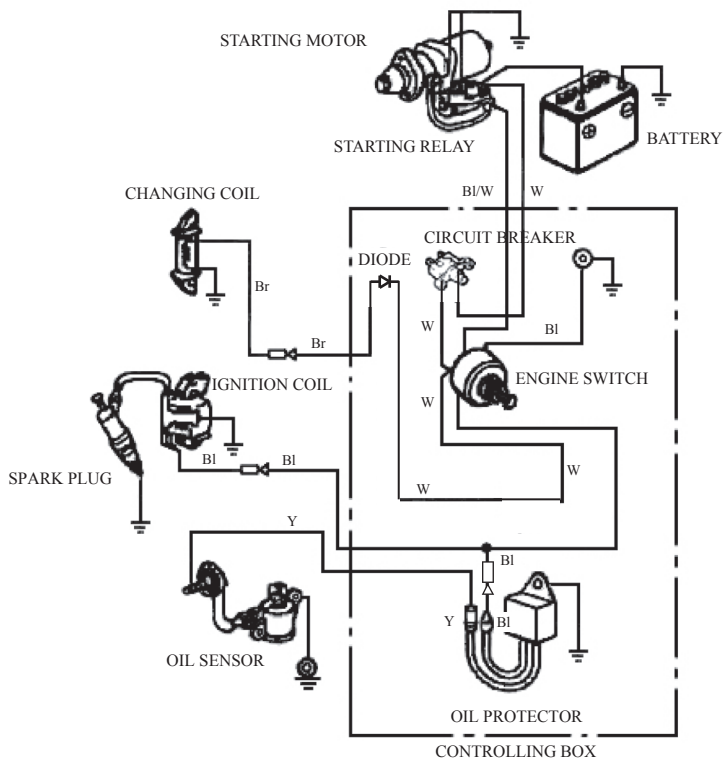 STARTING MOTOR
STARTING RELAY
BATTERY
Bl/W
W
CHANGING COIL
CIRCUIT BREAKER
DIODE
Br
Br
W
Bl
IGNITION COIL
ENGINE SWITCH
W
Bl
Bl
W
SPARK PLUG
W
Y
Bl
Y
Bl
OIL SENSOR
OIL PROTECTOR
CONTROLLING BOX